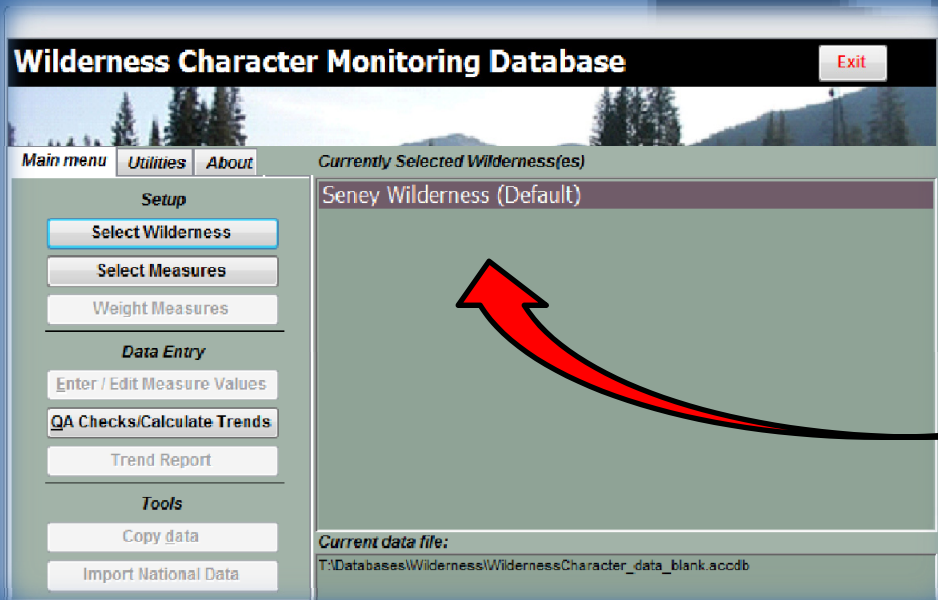 Wilderness Character Monitoring Database
Exit
Main menu
Utilities
About
Currently Selected Wilderness(es)
Setup
Seney Wilderness (Default)
Select Wilderness
Select Measures
Weight Measures
Data Entry
Enter / Edit Measure Values
QA Checks/Calculate Trends
Trend Report
Tools
Copy data
Import National Data
Current data file:
T:\Databases\Wilderness\WildernessCharacter_data_blank.accdb